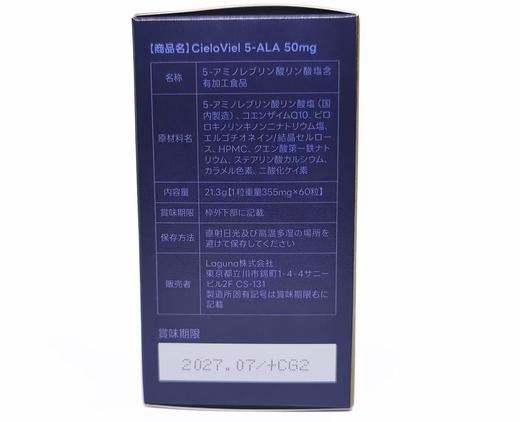 【商品名】CieloViel 5-ALA 50mg
名称
5-アミノレブリン酸リン酸塩含
有加工食品
原材料名
5-アミノレブリン酸リン酸塩（国
内製造）、コエンザイムQ10、ピロ
ロキノリンキノン二ナトリウム塩、
エルゴチオネイン/結晶セルロー
ス、HPMC、クエン酸第一鉄ナト
リウム、ステアリン酸カルシウム、
カラメル色素、二酸化ケイ素
内容量
21.3g【1粒重量355mg×60粒】
賞味期限
枠外下部に記載
保存方法
直射日光及び高温多湿の場所を
避けて保存してください
販売者
Laguna株式会社
東京都立川市錦町1-4-4サニー
ビル2F CS-131
製造所固有記号は賞味期限右に
記載
賞味期限
2027.07/+CG2